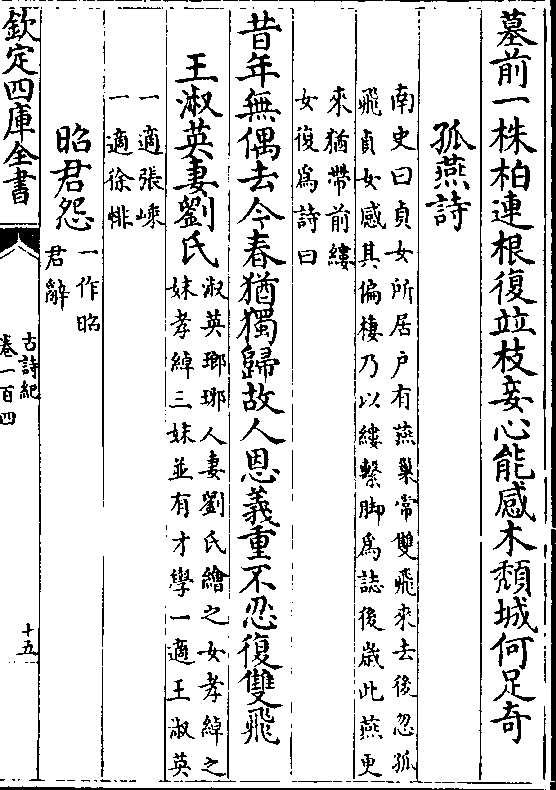 墓前一株柏連根復並枝妾心能感木頹城何足奇
孤燕詩
南史曰貞女所居户有燕巢常雙飛來去後忽孤
飛貞女感其偏棲乃以縷繫脚為誌後歲此燕更
來猶帶前縷
女復為詩曰
昔年無偶去今春猶獨歸故人恩義重不忍復雙飛
王淑英妻劉氏
淑英瑯琊人妻劉氏繪之女孝綽之
妹孝綽三妹並有才學一適王淑英
一適張嵊
一適徐悱
昭君怨
一作昭
君辭
欽定四庫全書
古詩紀
卷一百四
十五